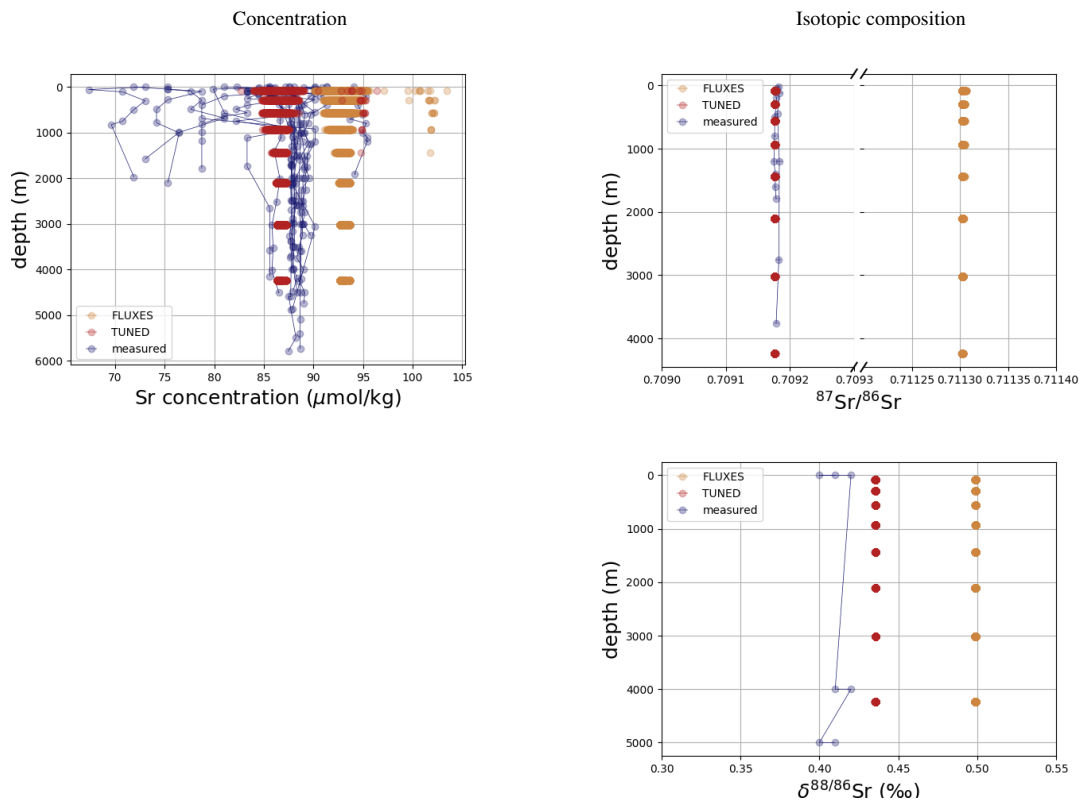 Concentration
Isotopic composition
0
1000
2000
3000
4000
5000
6000
depth (m)
FLUXES
TUNED
measured
70 75 80 85 90 95 100 105
Sr concentration (μmol/kg)
0
1000
2000
3000
4000
depth (m)
FLUXES
TUNED
measured
0.7090 0.7091 0.7092 0.7093 0.71125 0.71130 0.71135 0.71140
⁸⁷Sr/⁸⁶Sr
0
1000
2000
3000
4000
5000
depth (m)
FLUXES
TUNED
measured
0.30 0.35 0.40 0.45 0.50 0.55
δ⁸⁸/⁸⁶Sr (‰)